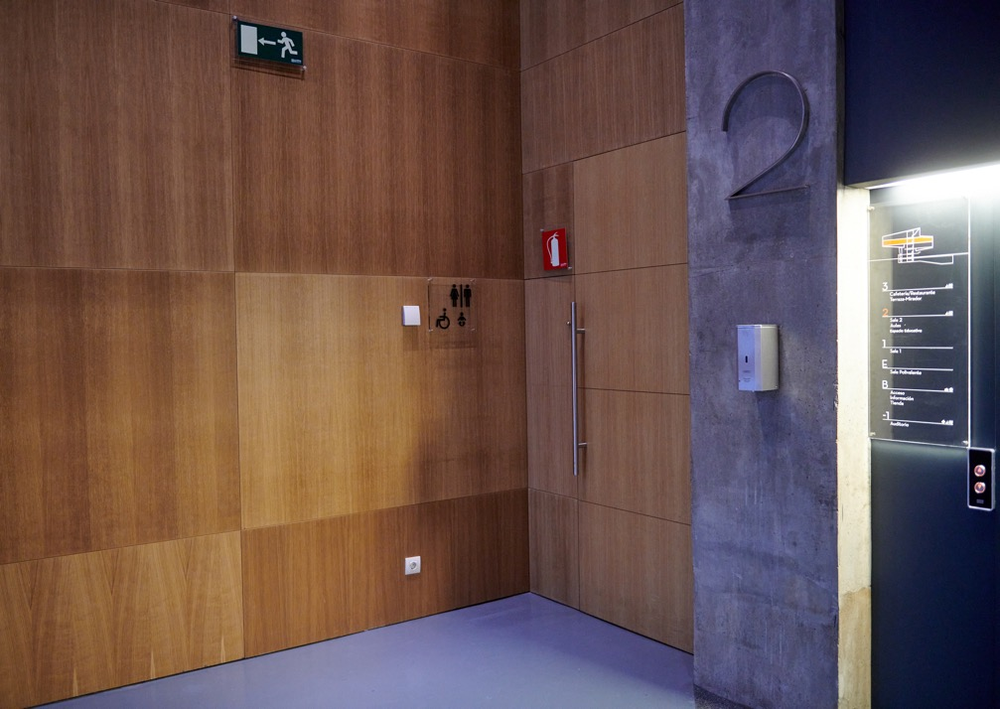 2
3
Cafetería/Restaurante
Terraza-Mirador
2
Sala 2
Aulas
Espacio Educativo
1
Sala 1
E
Sala Polivalente
B
Acceso
Información
Tienda
-1
Auditorio